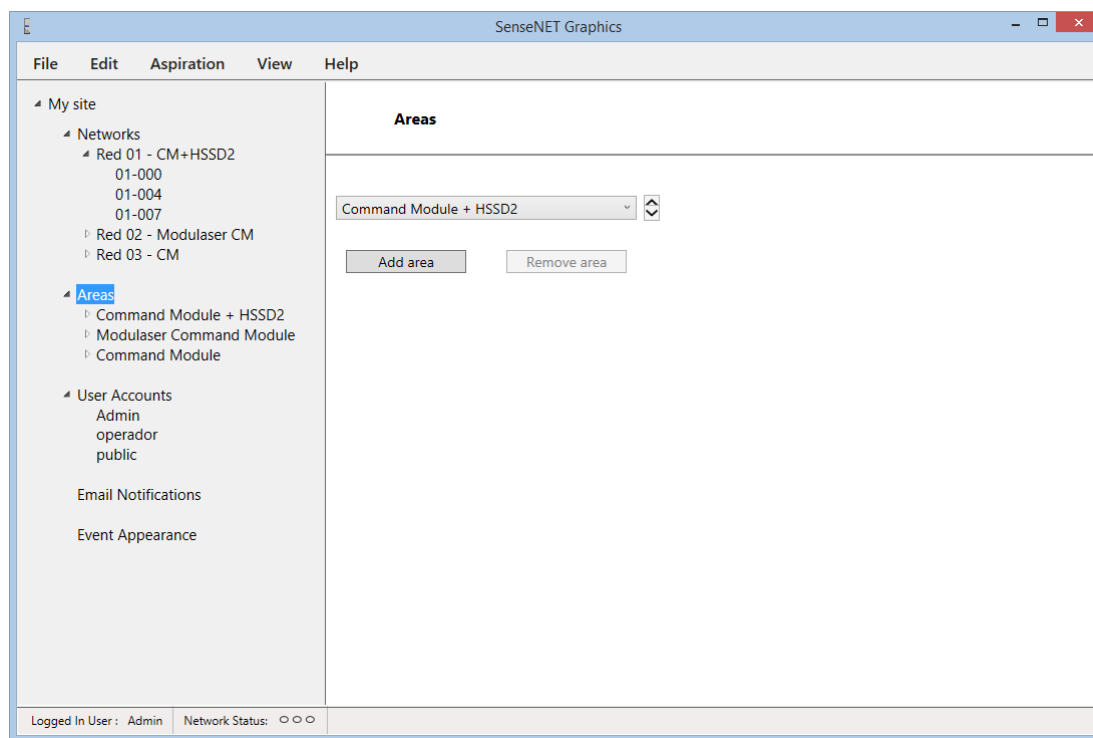 SenseNET Graphics
File Edit Aspiration View Help
My site
Networks
Red 01 - CM+HSSD2
01-000
01-004
01-007
Red 02 - Modulaser CM
Red 03 - CM
Areas
Command Module + HSSD2
Modulaser Command Module
Command Module
User Accounts
Admin
operador
public
Email Notifications
Event Appearance
Areas
Command Module + HSSD2
Add area Remove area
Logged In User : Admin Network Status: